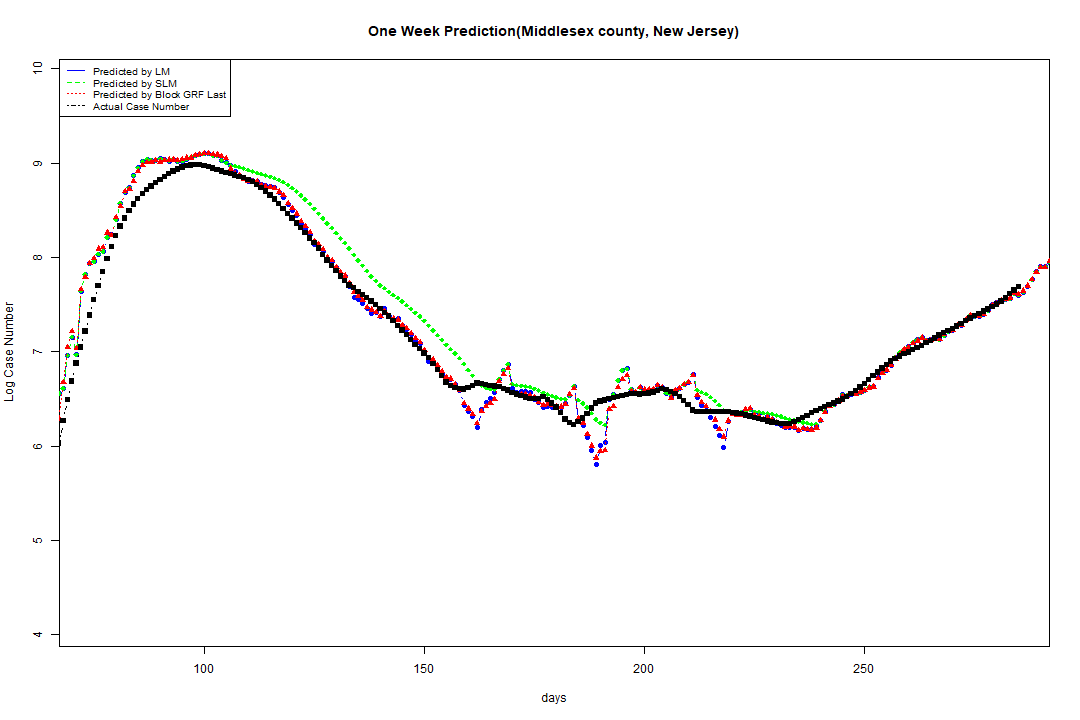 One Week Prediction(Middlesex county, New Jersey)
Predicted by LM
Predicted by SLM
Predicted by Block GRF Last
Actual Case Number
10
9
8
7
6
5
4
Log Case Number
100
150
200
250
days